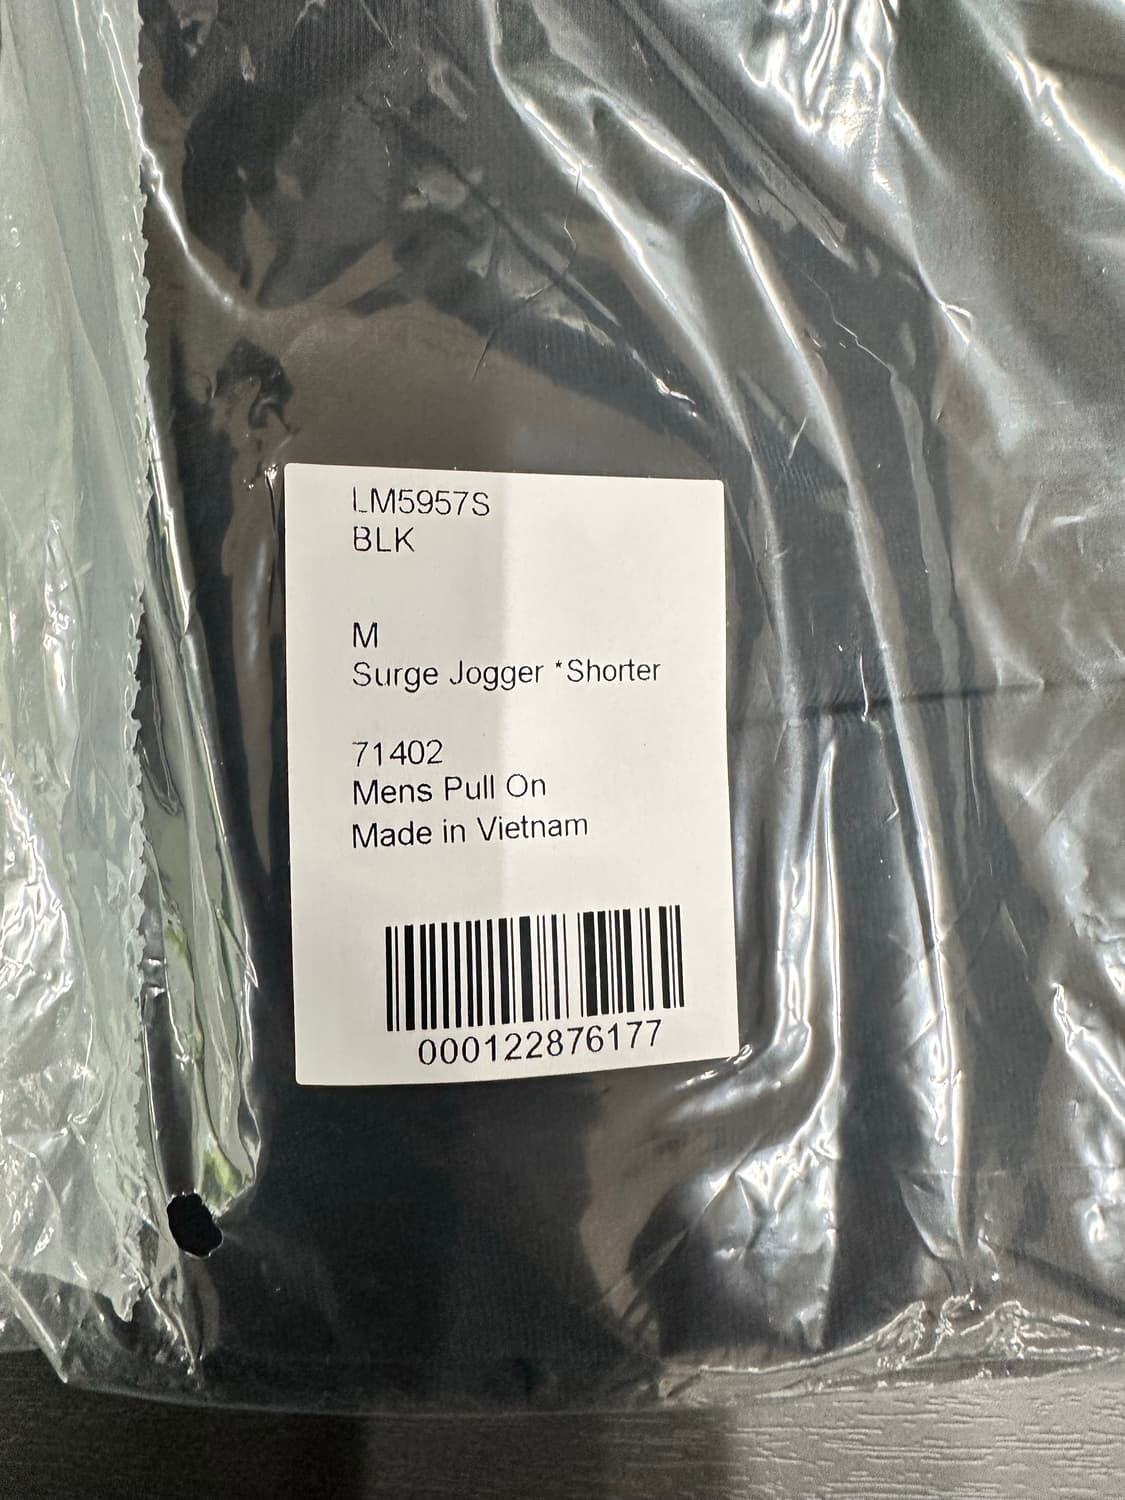 LM5957S
BLK
M
Surge Jogger *Shorter
71402
Mens Pull On
Made in Vietnam
000122876177